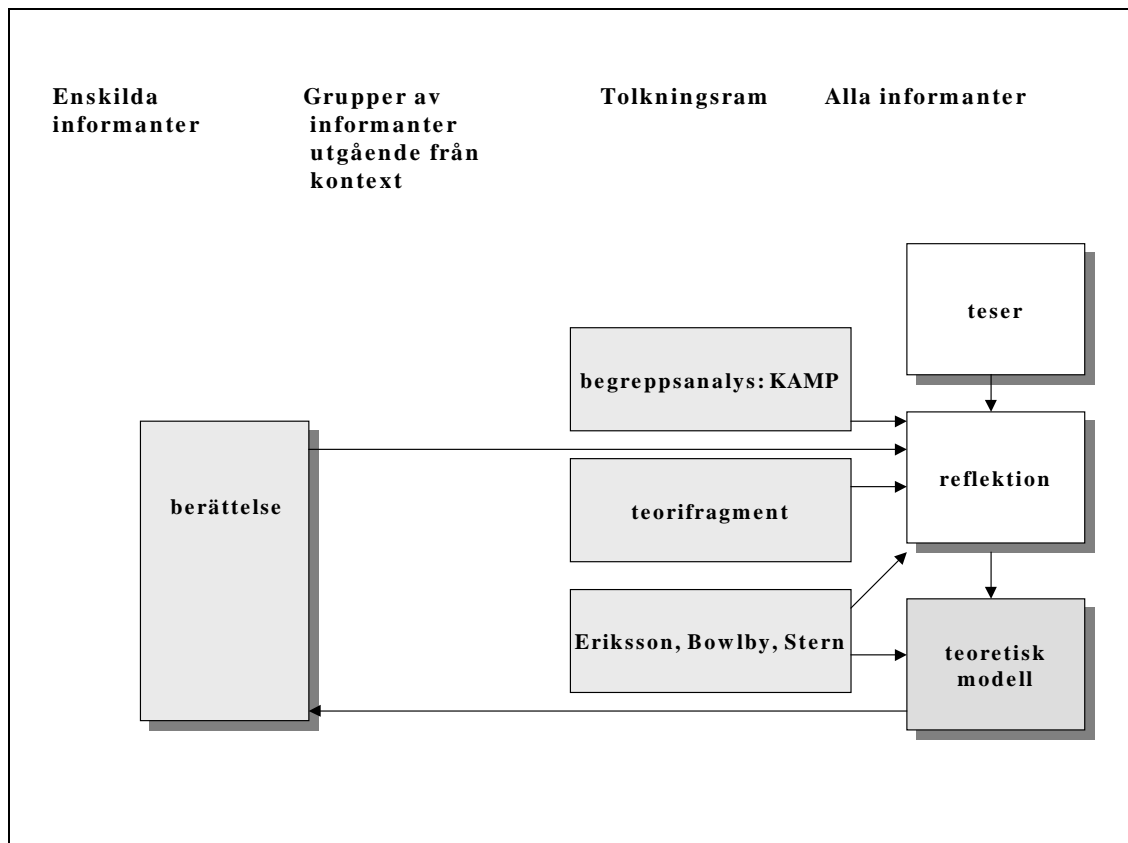 Enskilda
informanter
Grupper av
informanter
utgående från
kontext
Tolkningsram
Alla informanter
teser
begreppsanalys: KAMP
reflektion
berättelse
teorifragment
Eriksson, Bowlby, Stern
teoretisk
modell